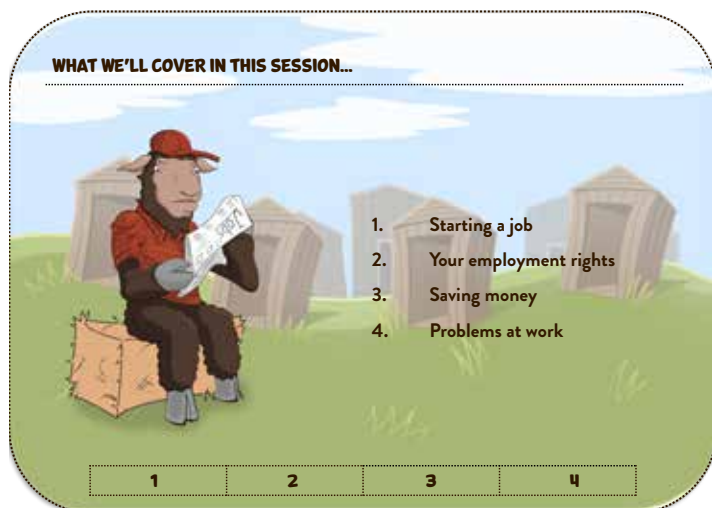 WHAT WE'LL COVER IN THIS SESSION...
1. Starting a job
2. Your employment rights
3. Saving money
4. Problems at work
1 2 3 4